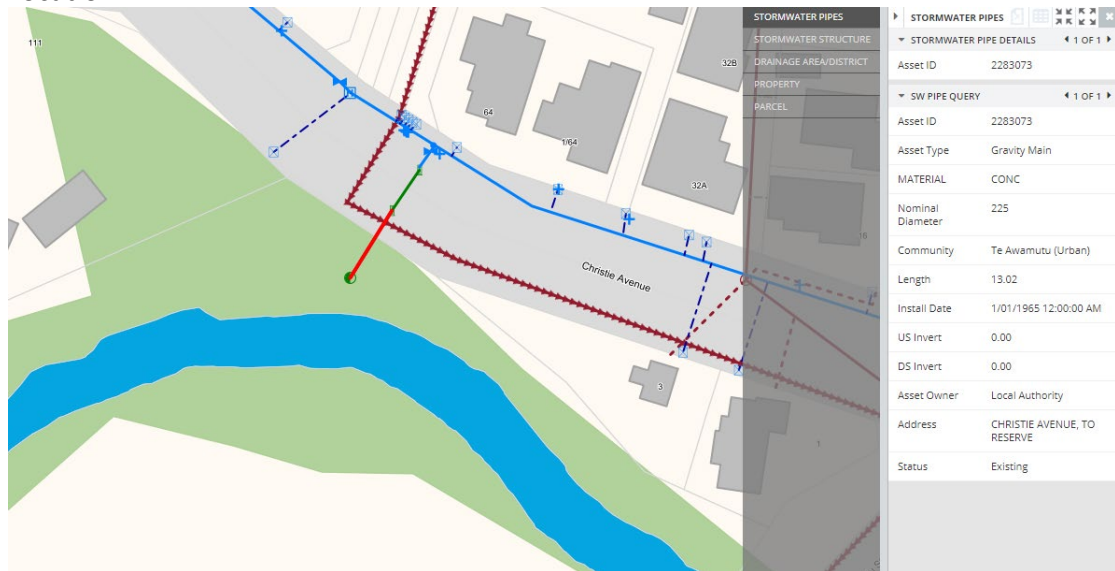 111
64
1/64
32B
32A
6
Christie Avenue
3
1
STORMWATER PIPES
STORMWATER STRUCTURE
DRAINAGE AREA/DISTRICT
PROPERTY
PARCEL
STORMWATER PIPES
STORMWATER PIPE DETAILS 1 OF 1
Asset ID 2283073
SW PIPE QUERY 1 OF 1
Asset ID 2283073
Asset Type Gravity Main
MATERIAL CONC
Nominal
Diameter 225
Community Te Awamutu (Urban)
Length 13.02
Install Date 1/01/1965 12:00:00 AM
US Invert 0.00
DS Invert 0.00
Asset Owner Local Authority
Address CHRISTIE AVENUE, TO
RESERVE
Status Existing